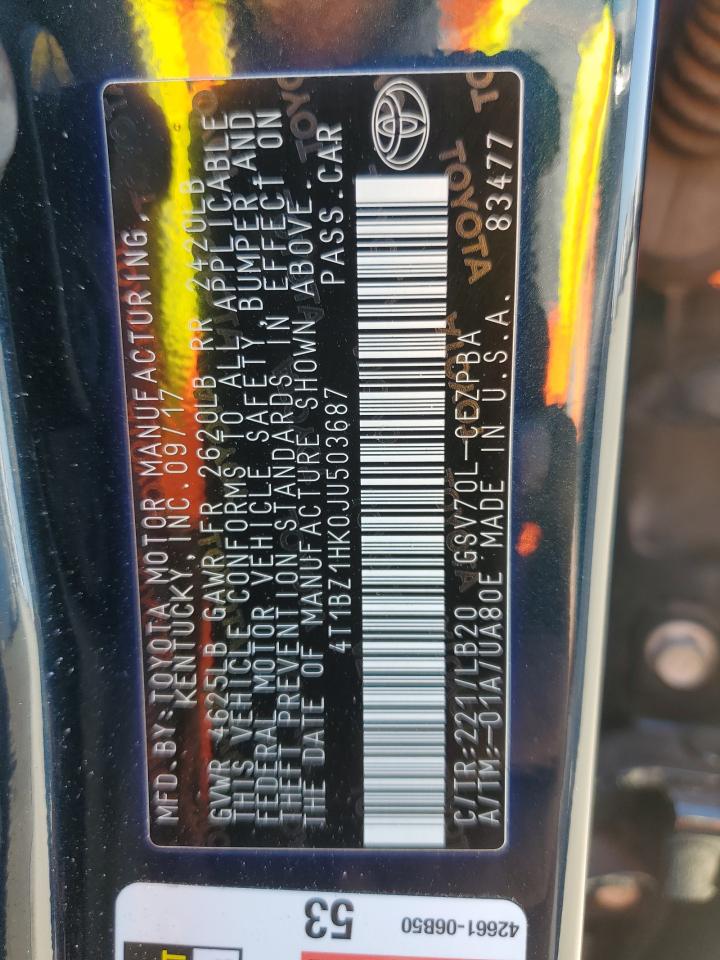 MFD. BY: TOYOTA MOTOR MANUFACTURING,
KENTUCKY, INC. 09/17
GVWR 4625LB GAWR FR 2620LB RR 2420LB
THIS VEHICLE CONFORMS TO ALL APPLICABLE
FEDERAL MOTOR VEHICLE SAFETY, BUMPER, AND
THEFT PREVENTION STANDARDS IN EFFECT ON
THE DATE OF MANUFACTURE SHOWN ABOVE.
4T1BZ1HK0JU503687 PASS. CAR
C/TR: 221/LB20 GSV70L-CEZPBA
A/TM: -01A/UA80E MADE IN U.S.A. 83477
TOYOTA
53
42661-06B50